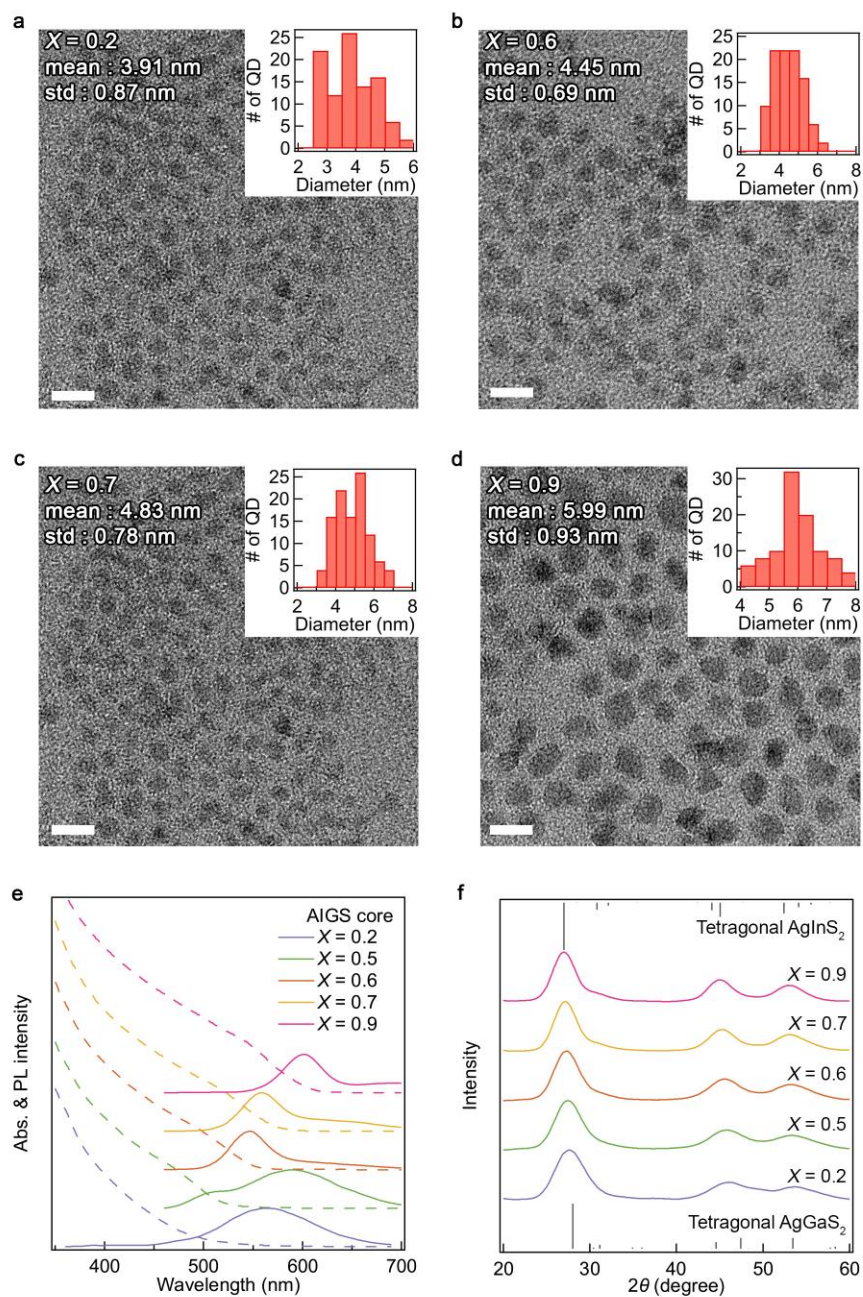 a
X = 0.2
mean : 3.91 nm
std : 0.87 nm
# of QD
25
20
15
10
5
0
2 3 4 5 6
Diameter (nm)
b
X = 0.6
mean : 4.45 nm
std : 0.69 nm
# of QD
25
20
15
10
5
0
2 4 6 8
Diameter (nm)
c
X = 0.7
mean : 4.83 nm
std : 0.78 nm
# of QD
25
20
15
10
5
0
2 4 6 8
Diameter (nm)
d
X = 0.9
mean : 5.99 nm
std : 0.93 nm
# of QD
30
20
10
0
4 5 6 7 8
Diameter (nm)
e
Abs. & PL intensity
AIGS core
X = 0.2
X = 0.5
X = 0.6
X = 0.7
X = 0.9
400 500 600 700
Wavelength (nm)
f
Intensity
Tetragonal AgInS₂
X = 0.9
X = 0.7
X = 0.6
X = 0.5
X = 0.2
Tetragonal AgGaS₂
20 30 40 50 60
2θ (degree)